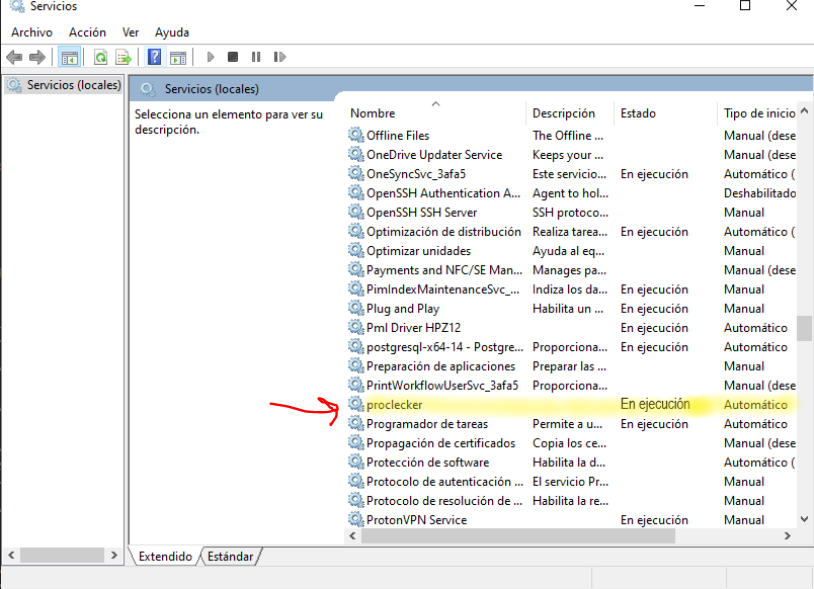 Servicios
Archivo Acción Ver Ayuda
Servicios (locales)
Servicios (locales)
Selecciona un elemento para ver su
descripción.
Nombre Descripción Estado Tipo de inicio
Offline Files The Offline ... Manual (dese
OneDrive Updater Service Keeps your ... Manual (dese
OneSyncSvc_3afa5 Este servicio... En ejecución Automático (
OpenSSH Authentication A... Agent to hol... Deshabilitado
OpenSSH SSH Server SSH protoco... Manual
Optimización de distribución Realiza tarea... En ejecución Automático (
Optimizar unidades Ayuda al eq... Manual
Payments and NFC/SE Man... Manages pa... Manual (dese
PimIndexMaintenanceSvc_... Indiza los da... En ejecución Manual
Plug and Play Habilita un ... En ejecución Manual
Pml Driver HPZ12 En ejecución Automático
postgresql-x64-14 - Postgre... Proporciona... En ejecución Automático
Preparación de aplicaciones Preparar las ... Manual
PrintWorkflowUserSvc_3afa5 Proporciona... Manual (dese
proclecker En ejecución Automático
Programador de tareas Permite a u... En ejecución Automático
Propagación de certificados Copia los ce... Manual (dese
Protección de software Habilita la d... Automático (
Protocolo de autenticación ... El servicio Pr... Manual
Protocolo de resolución de ... Habilita la re... Manual
ProtonVPN Service En ejecución Manual
Extendido Estándar